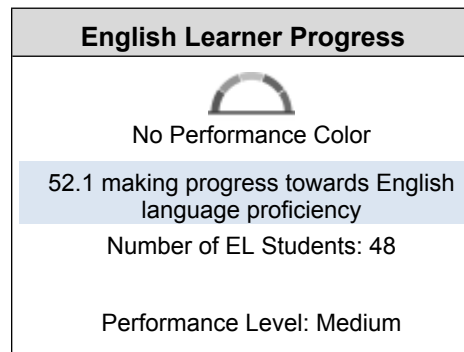 English Learner Progress
No Performance Color
52.1 making progress towards English
language proficiency
Number of EL Students: 48
Performance Level: Medium